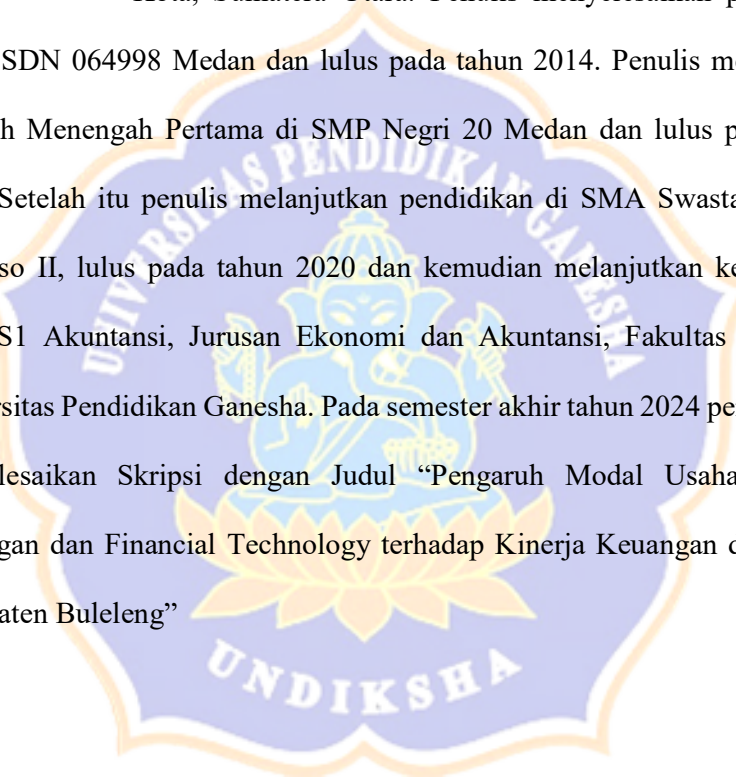 Kota, Sumatera Utara. Penulis menyelesaikan p
SDN 064998 Medan dan lulus pada tahun 2014. Penulis me
h Menengah Pertama di SMP Negri 20 Medan dan lulus p
Setelah itu penulis melanjutkan pendidikan di SMA Swasta
so II, lulus pada tahun 2020 dan kemudian melanjutkan ke
S1 Akuntansi, Jurusan Ekonomi dan Akuntansi, Fakultas
rsitas Pendidikan Ganesha. Pada semester akhir tahun 2024 pe
lesaikan Skripsi dengan Judul “Pengaruh Modal Usaha
gan dan Financial Technology terhadap Kinerja Keuangan d
aten Buleleng”
UNIVERSITAS PENDIDIKAN GANESHA
UNDIKSHA